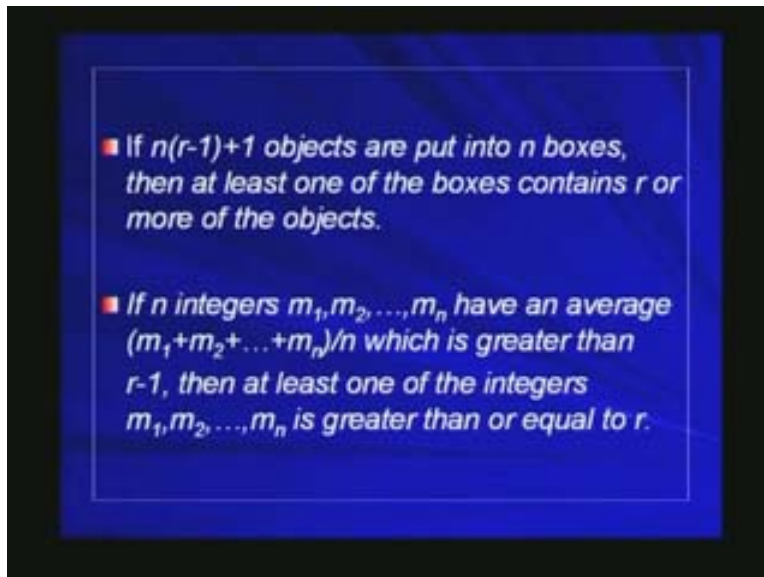 If n(r-1)+1 objects are put into n boxes,
then at least one of the boxes contains r or
more of the objects.
If n integers m₁,m₂,...,mₙ have an average
(m₁+m₂+...+mₙ)/n which is greater than
r-1, then at least one of the integers
m₁,m₂,...,mₙ is greater than or equal to r.